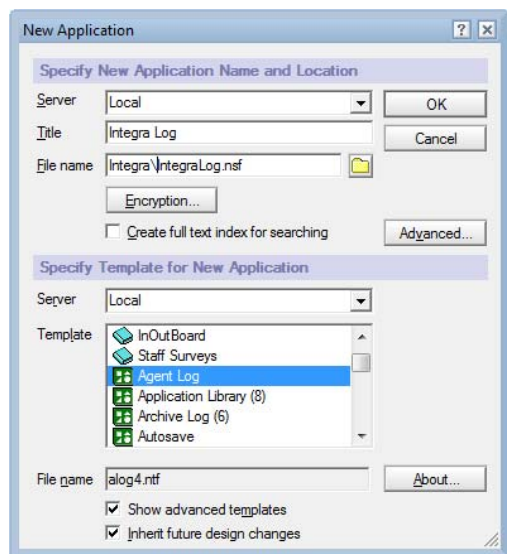 New Application
Specify New Application Name and Location
Server Local OK
Title Integra Log Cancel
File name Integra\IntegraLog.nsf
Encryption...
Create full text index for searching Advanced...
Specify Template for New Application
Server Local
Template InOutBoard
Staff Surveys
Agent Log
Application Library (8)
Archive Log (6)
Autosave
File name alog4.ntf About...
Show advanced templates
Inherit future design changes